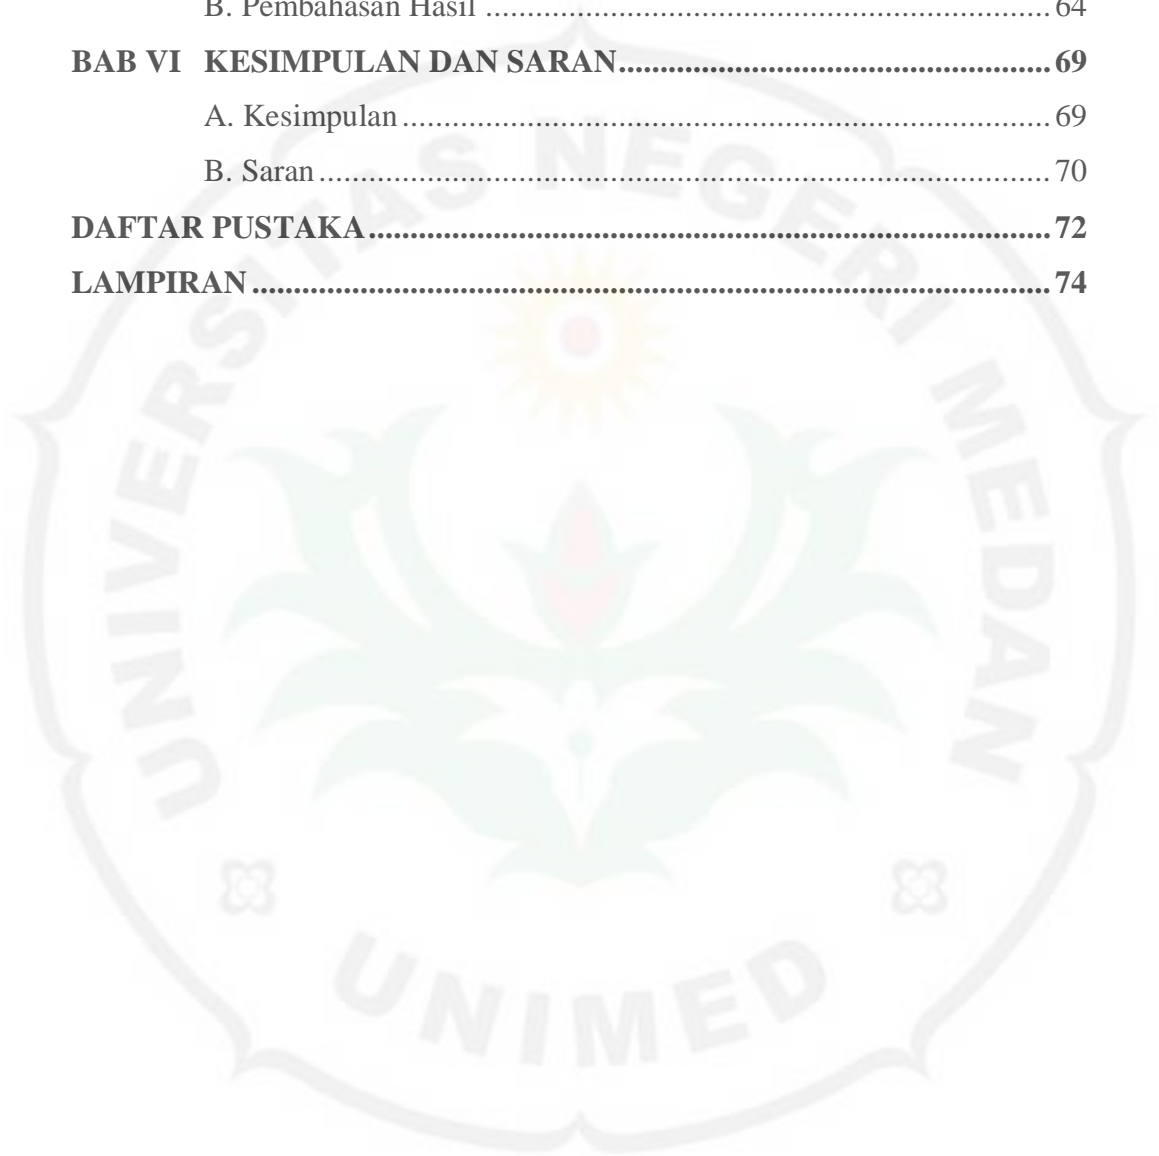 B. Pembahasan Hasil ........................................................................ 64
BAB VI KESIMPULAN DAN SARAN.................................................... 69
A. Kesimpulan ................................................................................. 69
B. Saran ........................................................................................... 70
DAFTAR PUSTAKA.................................................................................. 72
LAMPIRAN ................................................................................................ 74
UNIVERSITAS NEGERI MEDAN
UNIMED